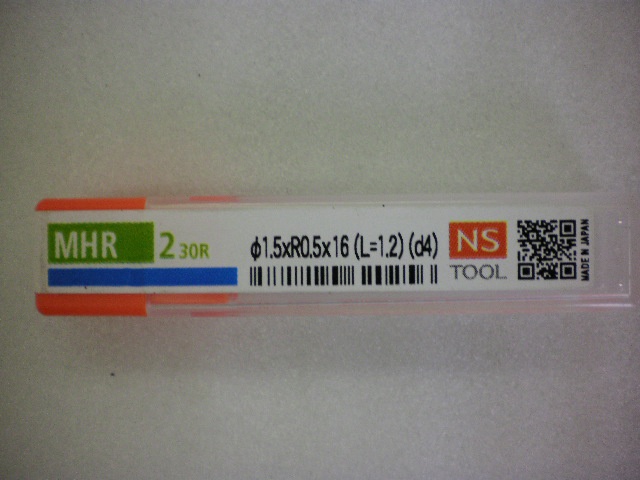 MHR 2 30R
φ1.5xR0.5x16 (L=1.2) (d4)
NS
TOOL
MADE IN JAPAN